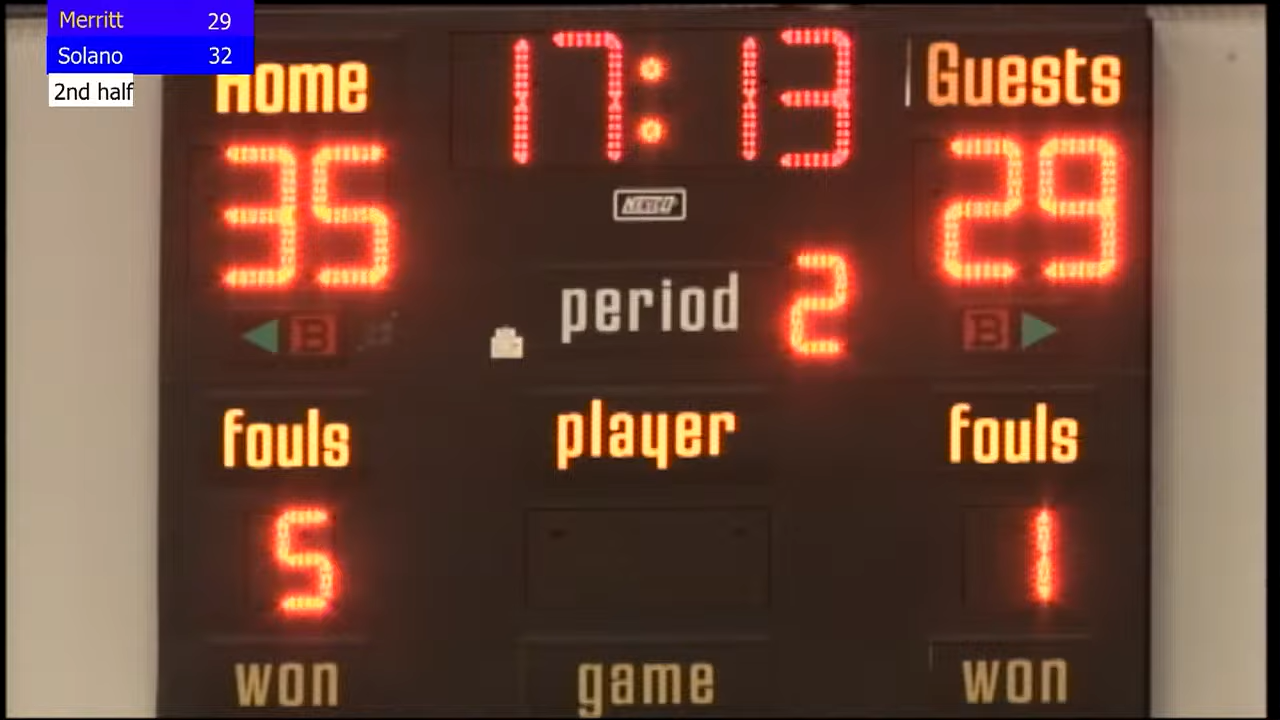 Merritt 29
Solano 32
2nd half
Home 17:13 Guests
35 29
NEVCO
period 2
B B
fouls player fouls
5 1
won game won